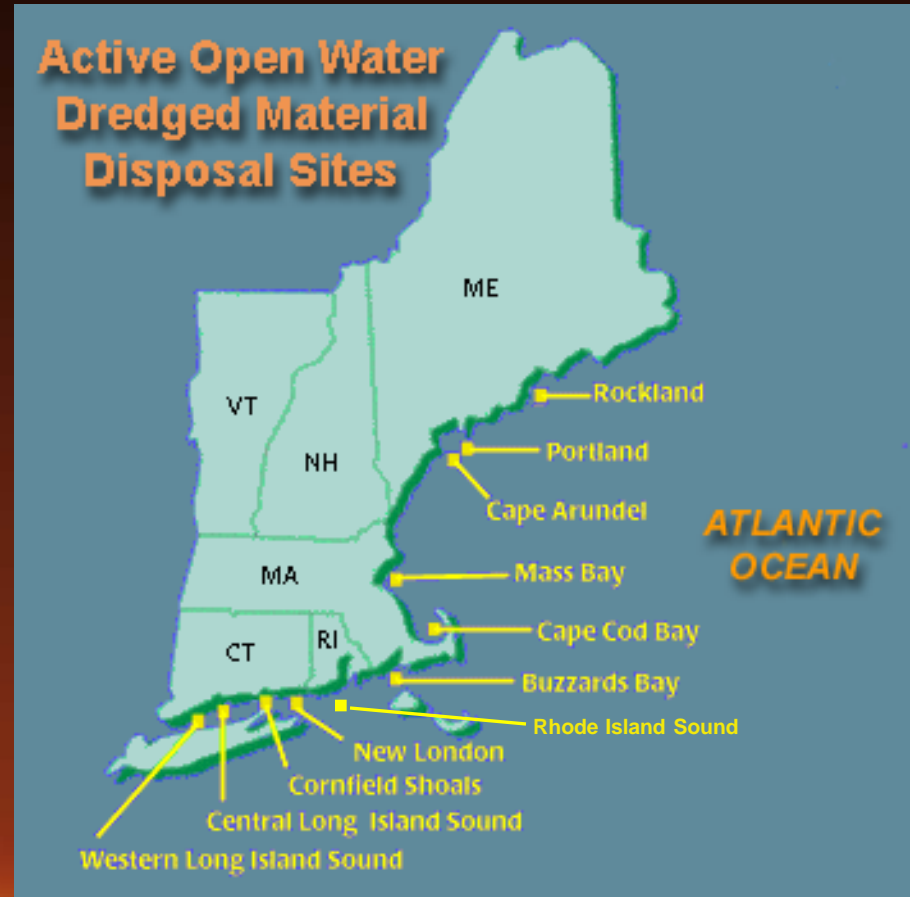 Active Open Water
Dredged Material
Disposal Sites
ME
VT
NH
Rockland
Portland
Cape Arundel
ATLANTIC
OCEAN
MA
Mass Bay
CT
RI
Cape Cod Bay
Buzzards Bay
Rhode Island Sound
New London
Cornfield Shoals
Central Long Island Sound
Western Long Island Sound